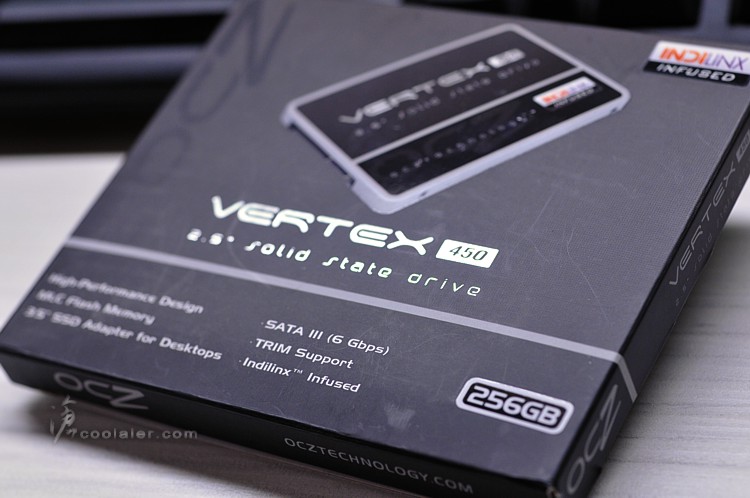 OCZ
INDILINX
INFUSED
VERTEX
2.5" solid state drive
VERTEX 450
2.5" solid state drive
High-Performance Design
MLC Flash Memory
3.5" SSD Adapter for Desktops
·SATA III (6 Gbps)
·TRIM Support
·Indilinx™ Infused
256GB
VERTEX
OCZ
OCZTECHNOLOGY.COM
OCZ
滄 coolaler.com